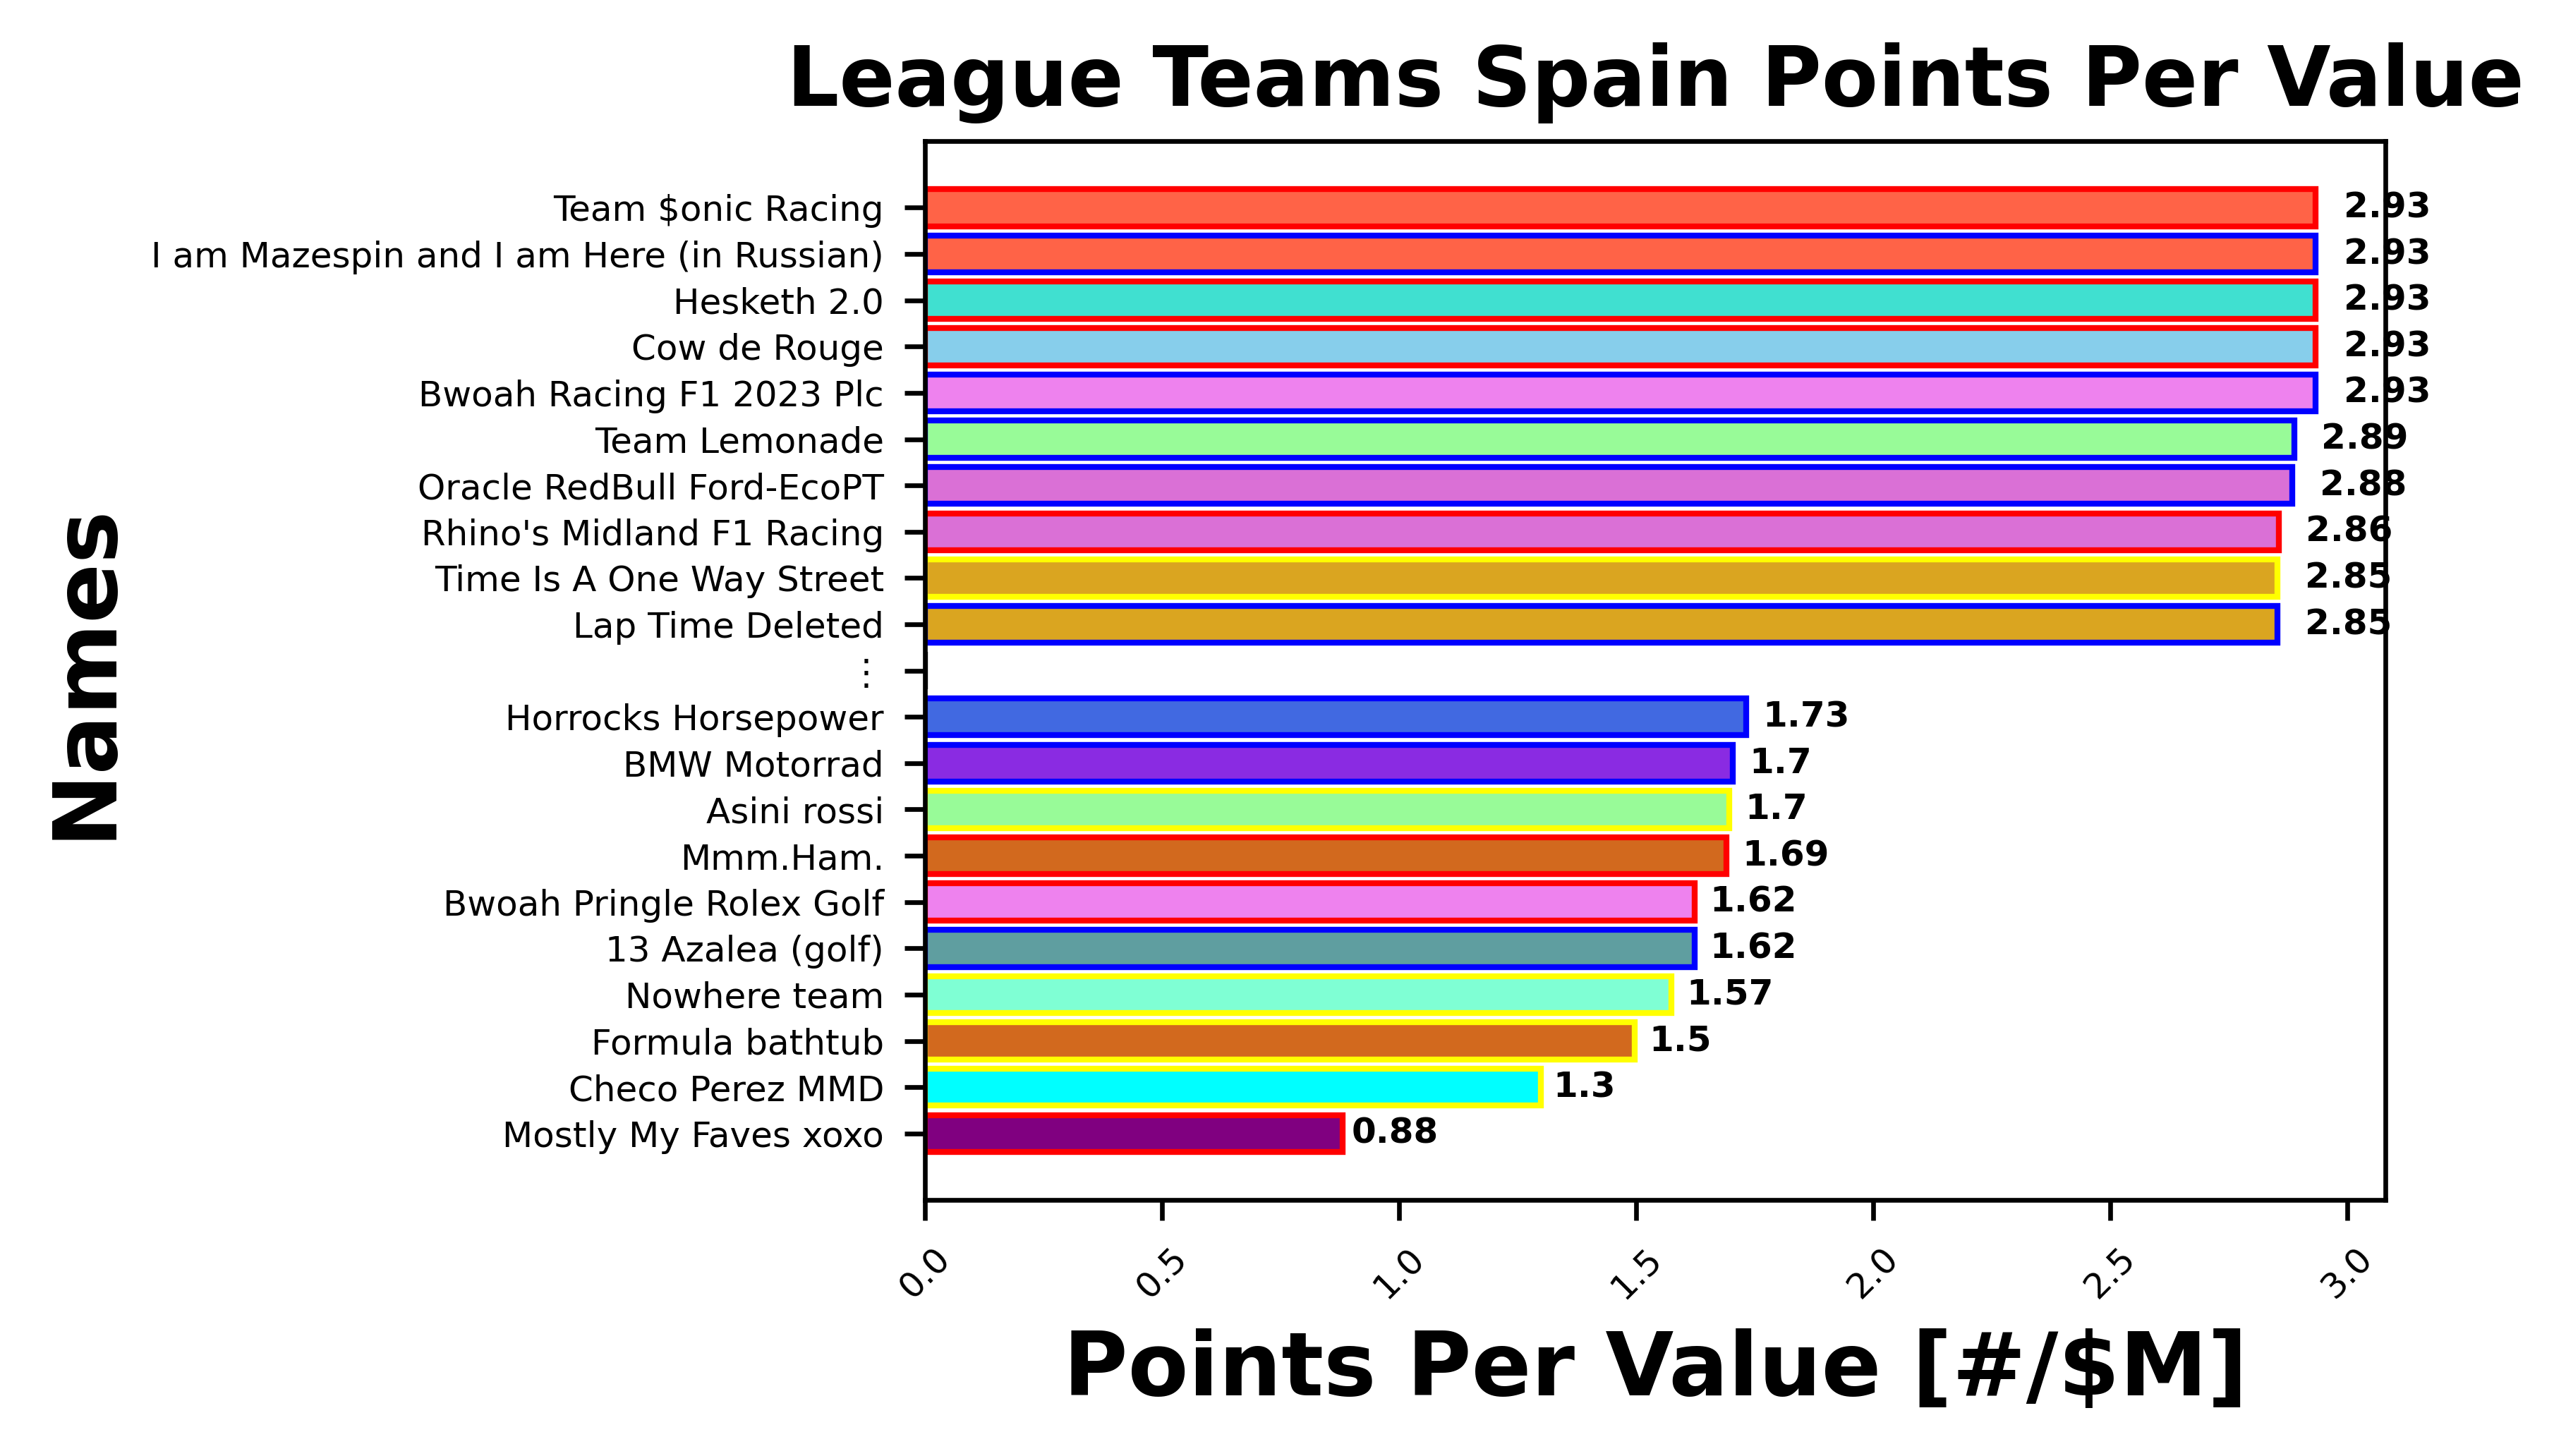 League Teams Spain Points Per Value
Names
Team $onic Racing 2.93
I am Mazespin and I am Here (in Russian) 2.93
Hesketh 2.0 2.93
Cow de Rouge 2.93
Bwoah Racing F1 2023 Plc 2.93
Team Lemonade 2.89
Oracle RedBull Ford-EcoPT 2.88
Rhino's Midland F1 Racing 2.86
Time Is A One Way Street 2.85
Lap Time Deleted 2.85
⋮
Horrocks Horsepower 1.73
BMW Motorrad 1.7
Asini rossi 1.7
Mmm.Ham. 1.69
Bwoah Pringle Rolex Golf 1.62
13 Azalea (golf) 1.62
Nowhere team 1.57
Formula bathtub 1.5
Checo Perez MMD 1.3
Mostly My Faves xoxo 0.88
0.0 0.5 1.0 1.5 2.0 2.5 3.0
Points Per Value [#/$M]